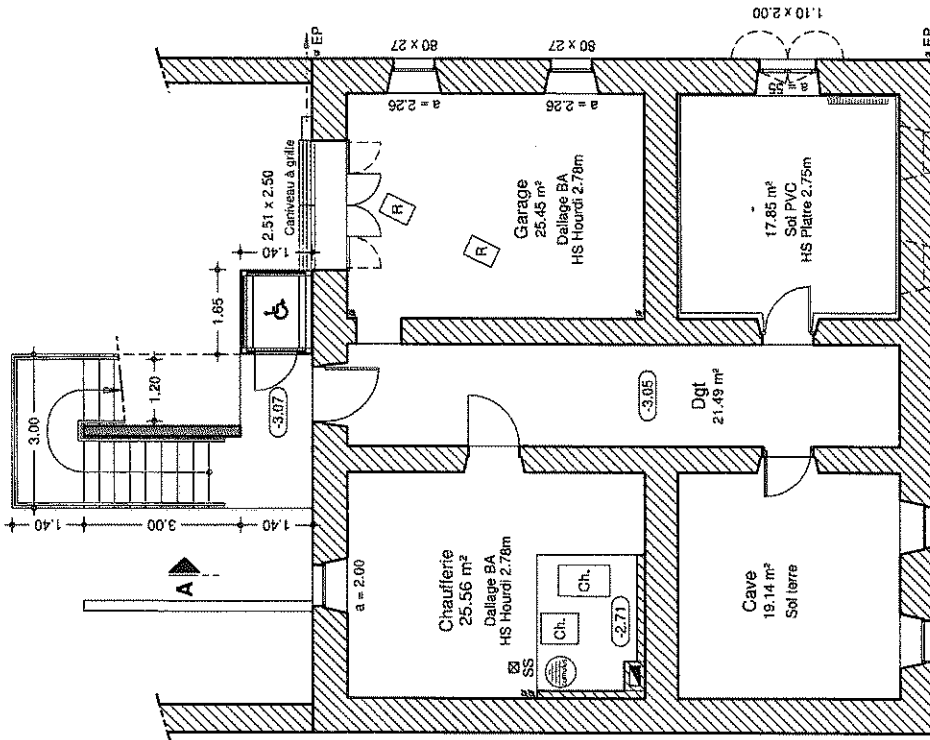 3.00
1.40
3.00
1.40
1.20
-3.07
A
1.65
1.40
2.51 x 2.50
Caniveau à grille
EP
80 x 27
80 x 27
1.10 x 2.00
EP
a = 2.26
a = 2.26
R
R
Garage
25.45 m²
Dallage BA
HS Hourdi 2.78m
17.85 m²
Sol PVC
HS Platre 2.75m
-3.05
Dgt
21.49 m²
a = 2.00
Chaufferie
25.56 m²
Dallage BA
HS Hourdi 2.78m
SS
Ch.
Ch.
-2.71
Cave
19.14 m²
Sol terre